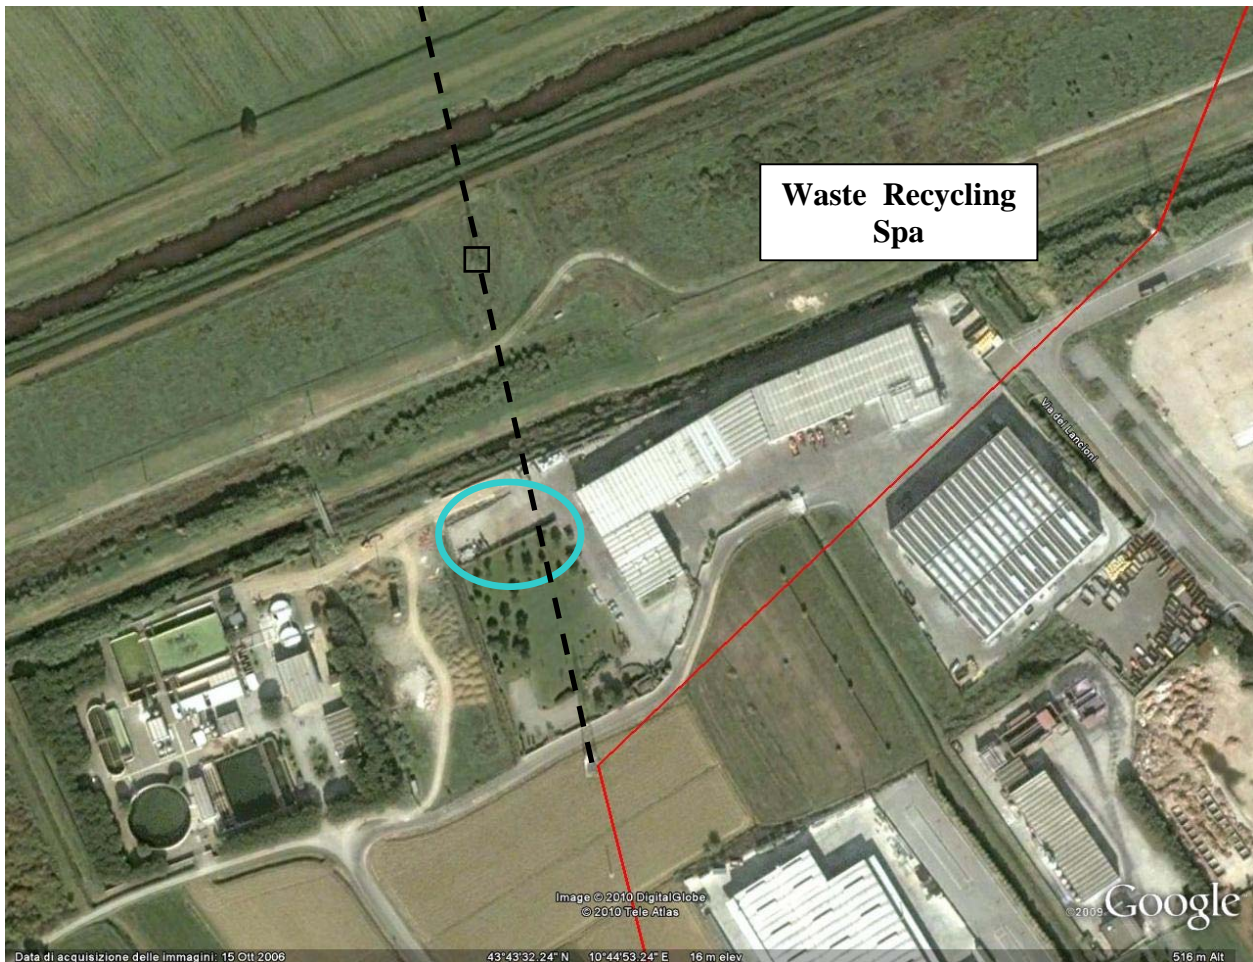 Waste Recycling
Spa
Via dei Lancioni
Image © 2010 DigitalGlobe
© 2010 Tele Atlas
©2009 Google
Data di acquisizione delle immagini: 15 Ott 2006
43°43'32.24" N 10°44'53.24" E 16 m elev
516 m Alt